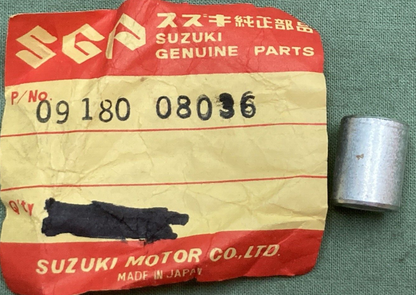 SGP
スズキ純正部品
SUZUKI
GENUINE PARTS
P/No. 09180 08036
Q'ty
SUZUKI MOTOR CO.,LTD.
MADE IN JAPAN